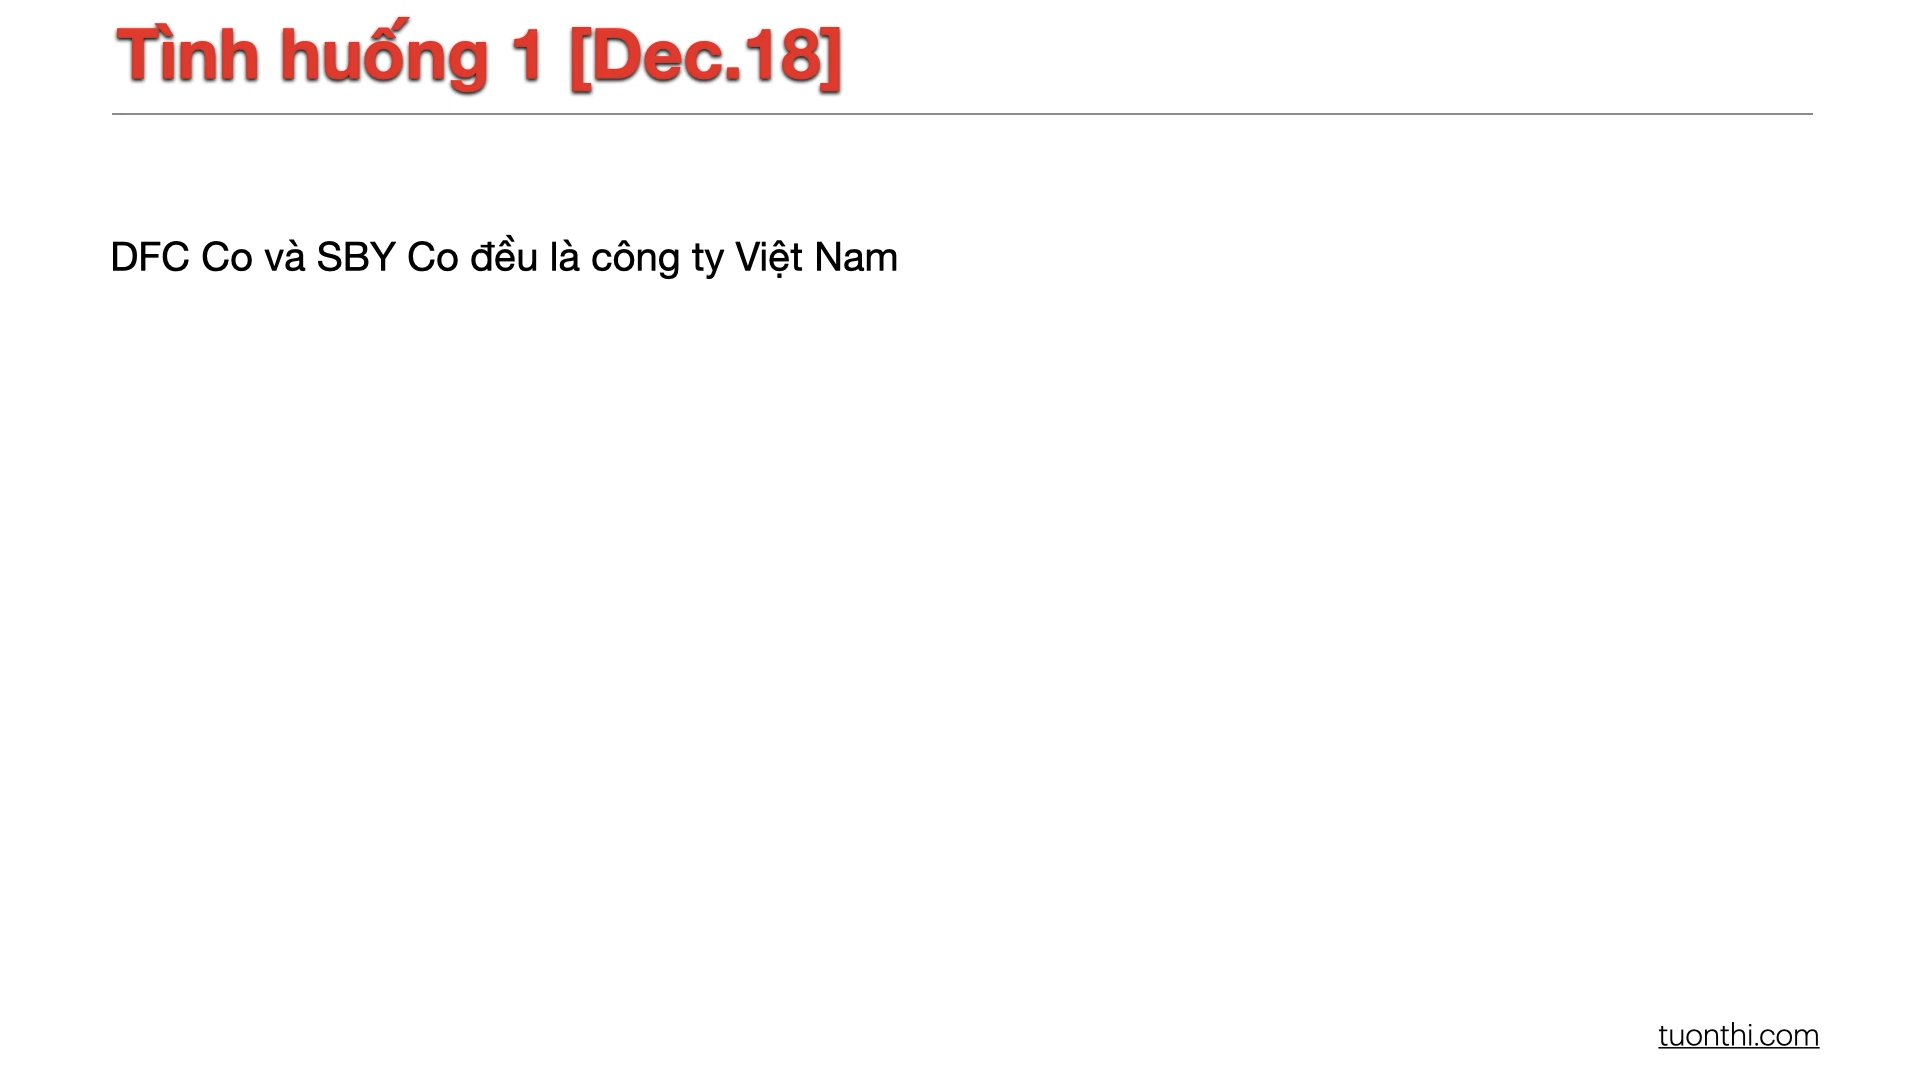 Tình huống 1 [Dec.18]
DFC Co và SBY Co đều là công ty Việt Nam
tuonthi.com